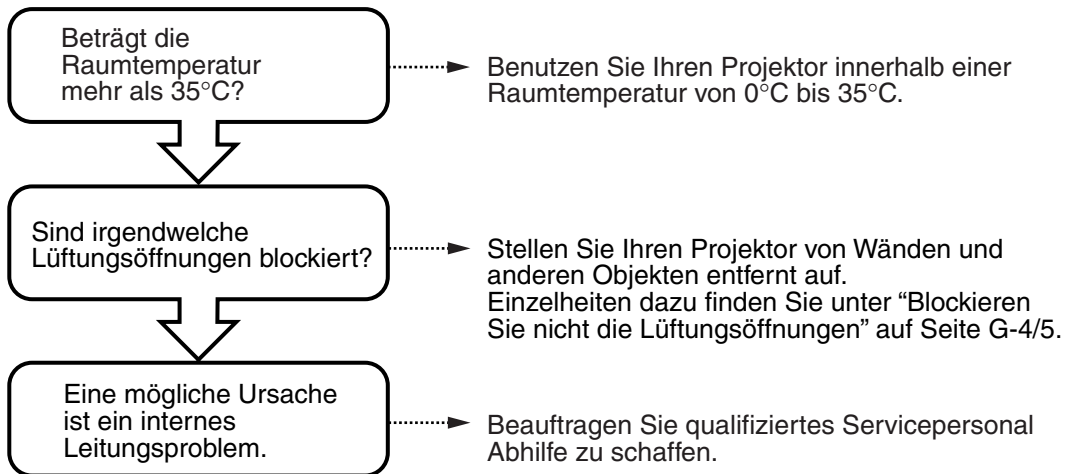 Beträgt die
Raumtemperatur
mehr als 35°C?
Benutzen Sie Ihren Projektor innerhalb einer
Raumtemperatur von 0°C bis 35°C.
Sind irgendwelche
Lüftungsöffnungen blockiert?
Stellen Sie Ihren Projektor von Wänden und
anderen Objekten entfernt auf.
Einzelheiten dazu finden Sie unter “Blockieren
Sie nicht die Lüftungsöffnungen” auf Seite G-4/5.
Eine mögliche Ursache
ist ein internes
Leitungsproblem.
Beauftragen Sie qualifiziertes Servicepersonal
Abhilfe zu schaffen.